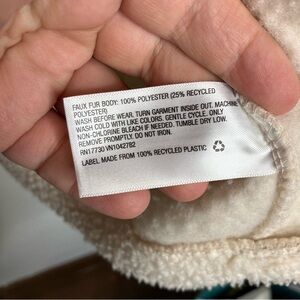 FAUX FUR BODY: 100% POLYESTER (25% RECYCLED
POLYESTER)
WASH BEFORE WEAR. TURN GARMENT INSIDE OUT. MACHINE
WASH COLD WITH LIKE COLORS. GENTLE CYCLE. ONLY
NON-CHLORINE BLEACH IF NEEDED. TUMBLE DRY LOW.
REMOVE PROMPTLY. DO NOT IRON.
RN17730 VN1042782
LABEL MADE FROM 100% RECYCLED PLASTIC